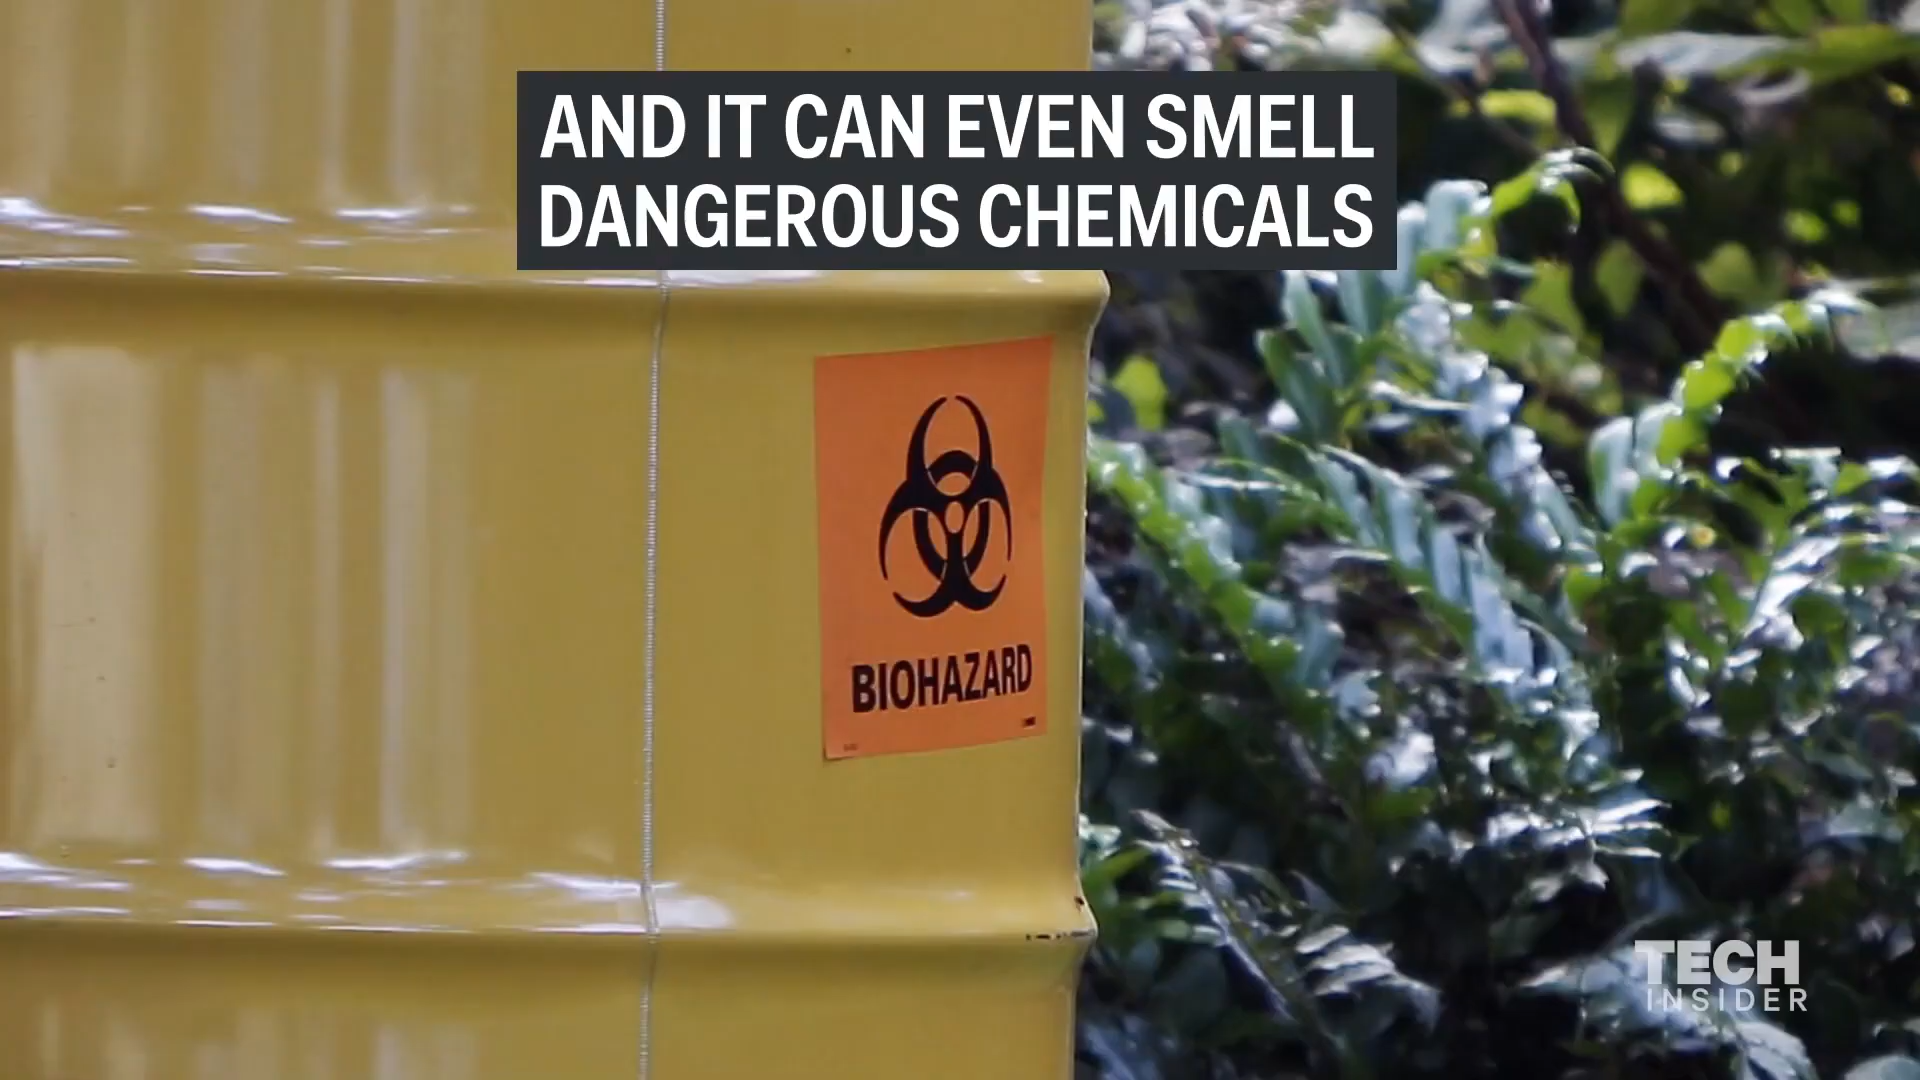 AND IT CAN EVEN SMELL
DANGEROUS CHEMICALS
BIOHAZARD
TECH
INSIDER